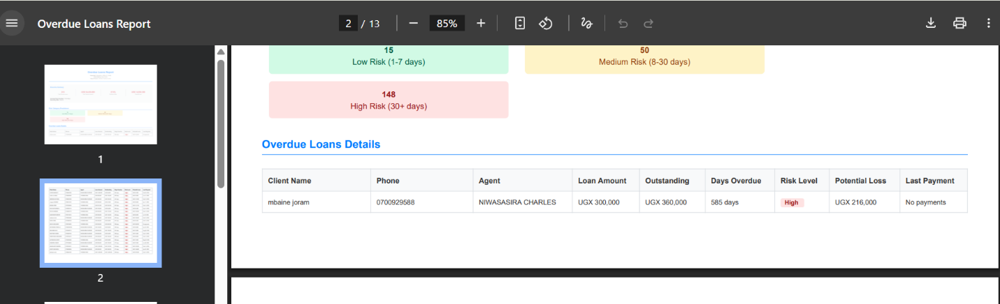 Overdue Loans Report
2 / 13
85%
15
Low Risk (1-7 days)
50
Medium Risk (8-30 days)
148
High Risk (30+ days)
Overdue Loans Details
Client Name Phone Agent Loan Amount Outstanding Days Overdue Risk Level Potential Loss Last Payment
mbaine joram 0700929588 NIWASASIRA CHARLES UGX 300,000 UGX 360,000 585 days High UGX 216,000 No payments
1
2